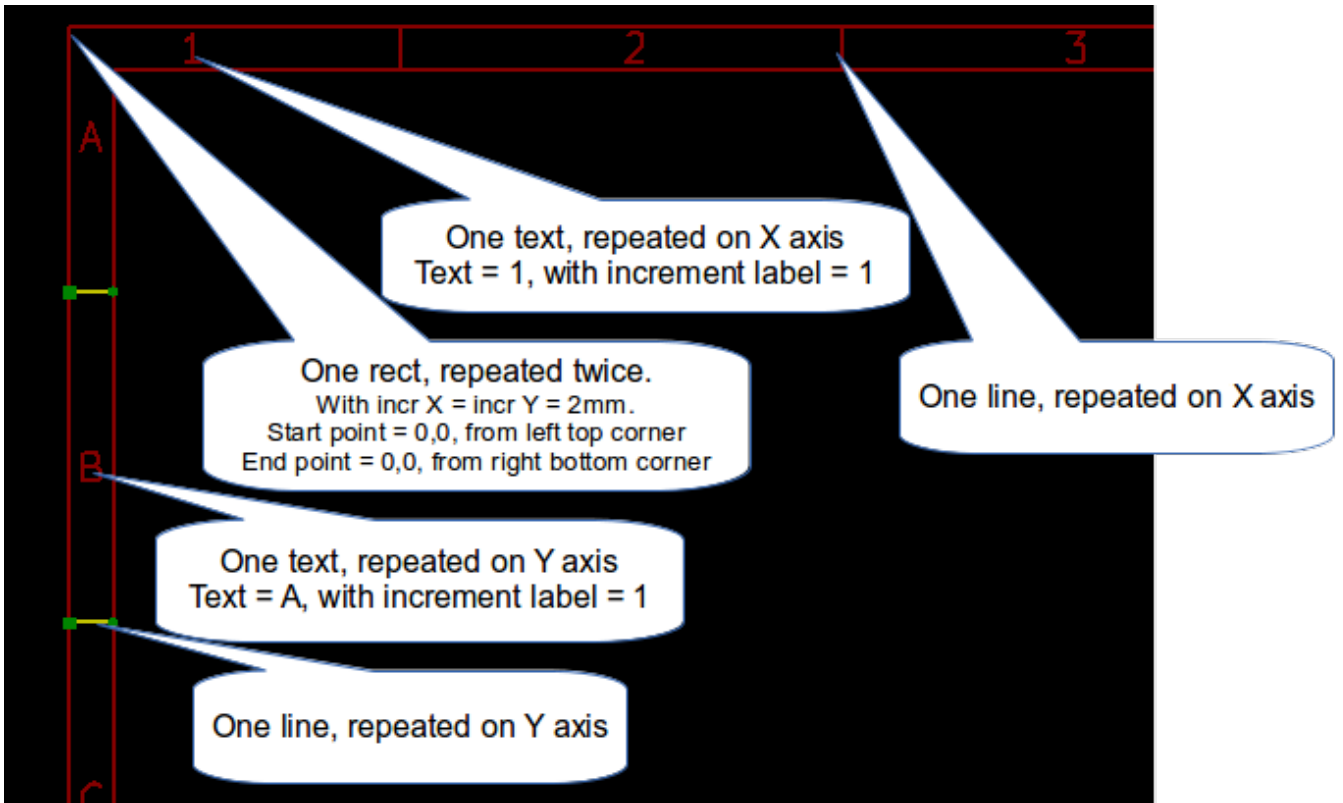 1
2
3
A
One text, repeated on X axis
Text = 1, with increment label = 1
One rect, repeated twice.
With incr X = incr Y = 2mm.
Start point = 0,0, from left top corner
End point = 0,0, from right bottom corner
One line, repeated on X axis
B
One text, repeated on Y axis
Text = A, with increment label = 1
One line, repeated on Y axis
C